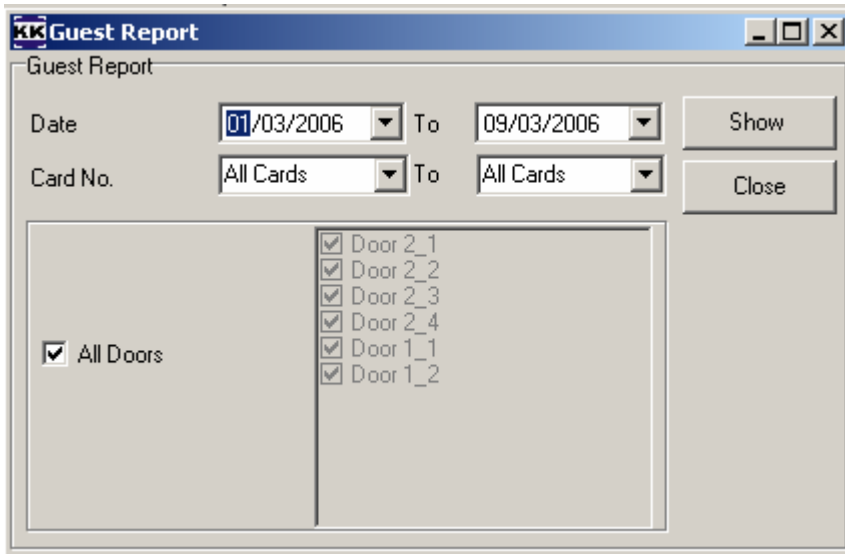 KK Guest Report
Guest Report
Date 01/03/2006 To 09/03/2006 Show
Card No. All Cards To All Cards Close
Door 2_1
Door 2_2
Door 2_3
Door 2_4
All Doors Door 1_1
Door 1_2